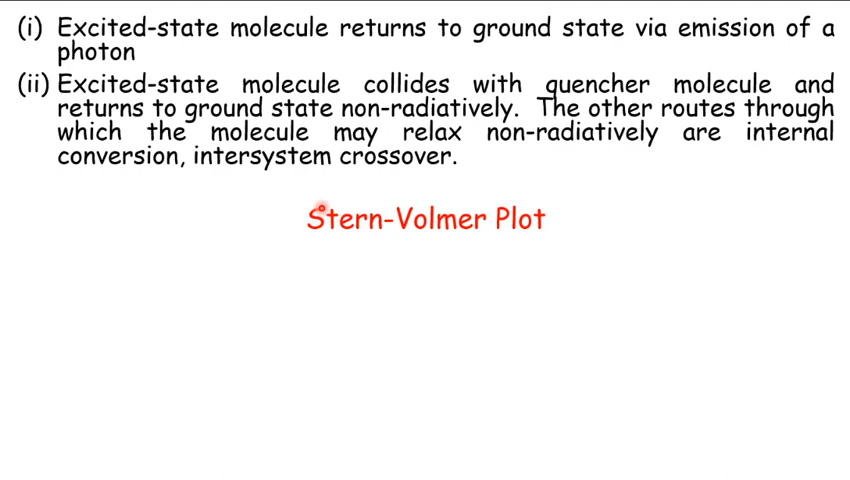 (i) Excited-state molecule returns to ground state via emission of a
photon
(ii) Excited-state molecule collides with quencher molecule and
returns to ground state non-radiatively. The other routes through
which the molecule may relax non-radiatively are internal
conversion, intersystem crossover.
Stern-Volmer Plot